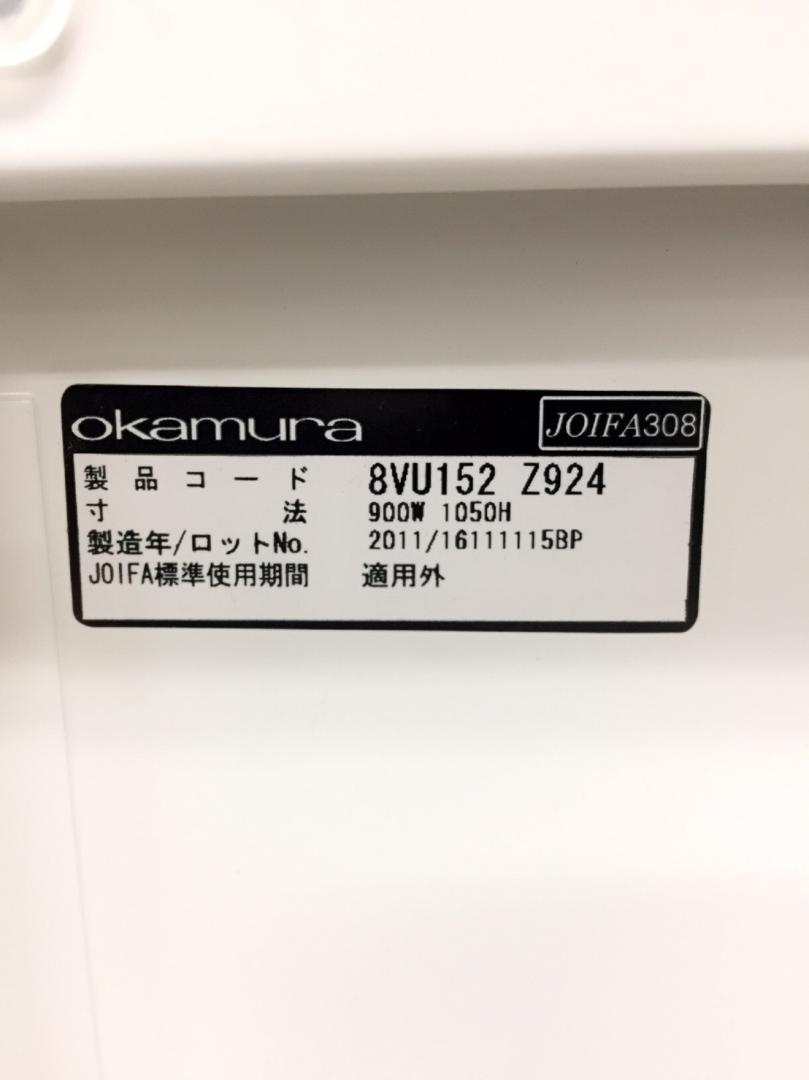 okamura JOIFA308
製品コード 8VU152 Z924
寸法 900W 1050H
製造年/ロットNo. 2011/16111115BP
JOIFA標準使用期間 適用外